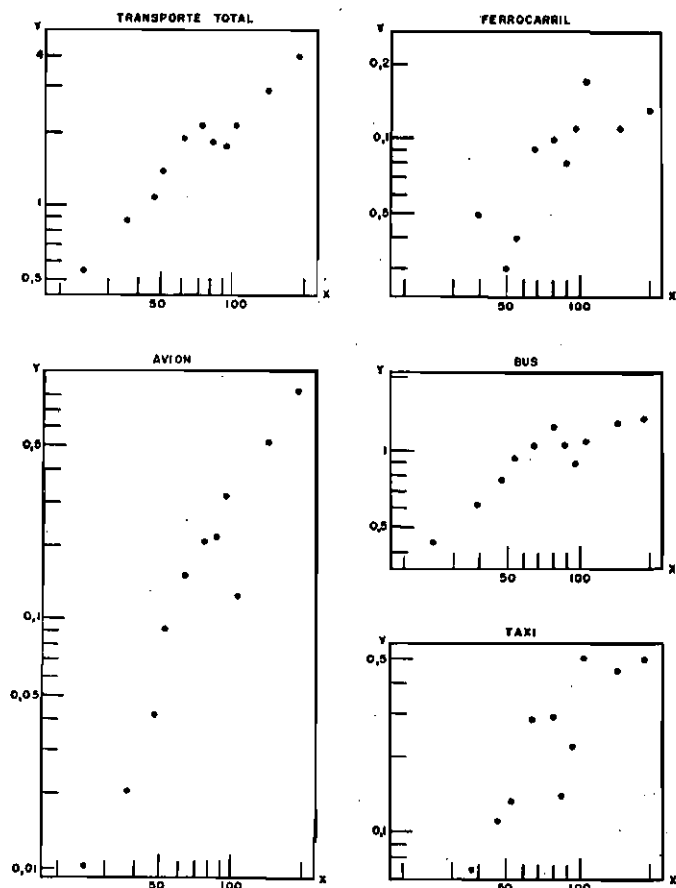 TRANSPORTE TOTAL
Y
4
1
0,5
50
100
X
FERROCARRIL
Y
0,2
0,1
0,5
50
100
X
AVION
Y
0,5
0,1
0,05
0,01
50
100
X
BUS
Y
1
0,5
50
100
X
TAXI
Y
0,5
0,1
50
100
X